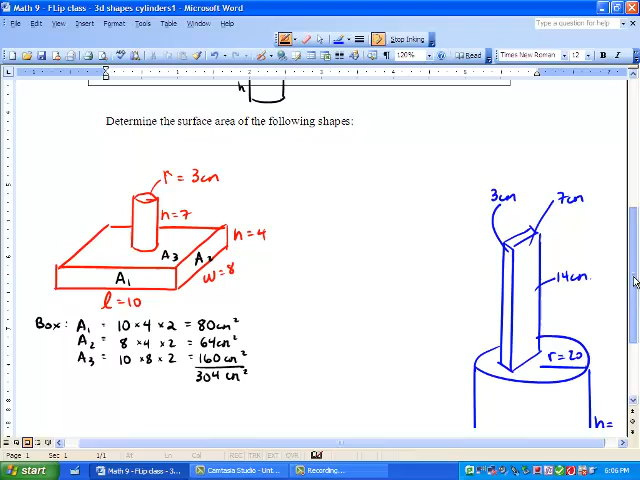 Math 9 - FLip class - 3d shapes cylinders1 - Microsoft Word
File Edit View Insert Format Tools Table Window Help
Type a question for help
Stop Inking
120%
Read
Times New Roman
12
B
I
h
Determine the surface area of the following shapes:
r = 3cm
h = 7
h = 4
A3
A2
A1
w = 8
l = 10
3cm
7cm
14cm
r = 20
h =
Box: A1 = 10 × 4 × 2 = 80cm²
A2 = 8 × 4 × 2 = 64cm²
A3 = 10 × 8 × 2 = 160 cm²
304 cm²
Page 1 Sec 1 1/1 At Ln Col REC TRK EXT OVR
start
Math 9 - FLip class - 3...
Camtasia Studio - Unt...
Recording...
6:06 PM